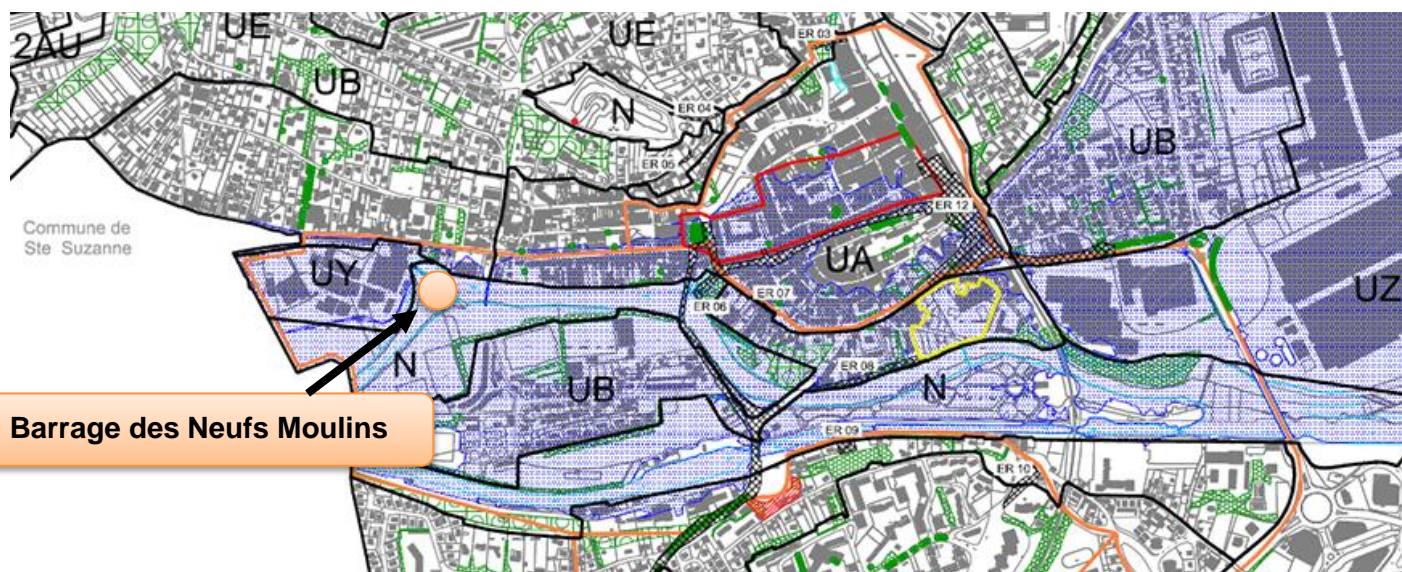 2AU
UE
UE
ER 03
UB
N
ER 04
UB
ER 05
Commune de
Ste Suzanne
ER 12
UY
UA
UZ
ER 06
ER 07
N
UB
ER 08
N
Barrage des Neufs Moulins
ER 09
ER 10